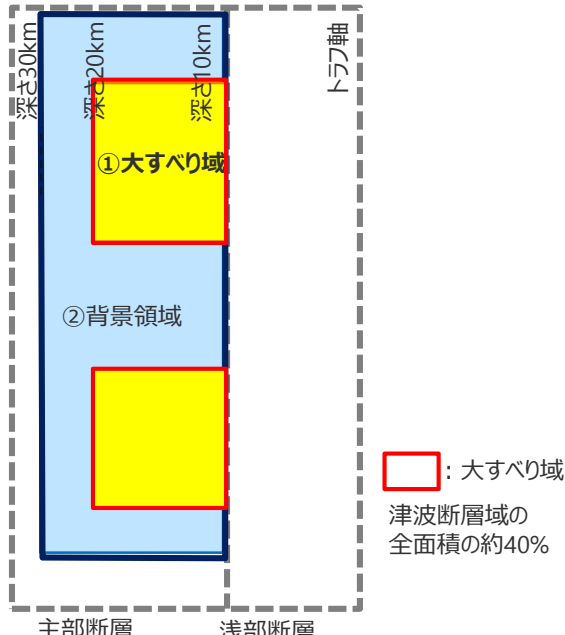 深さ30km
深さ20km
深さ10km
トラフ軸
①大すべり域
②背景領域
：大すべり域
津波断層域の
全面積の約40%
主部断層
浅部断層